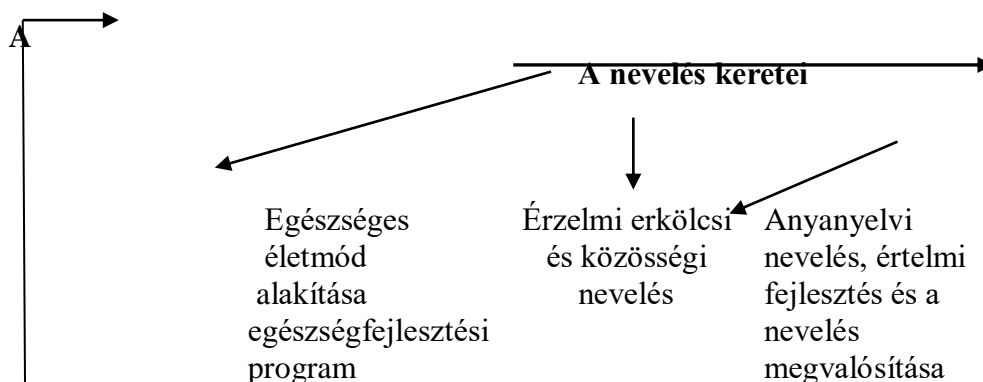 A
A nevelés keretei
Egészséges
életmód
alakítása
egészségfejlesztési
program
Érzelmi erkölcsi
és közösségi
nevelés
Anyanyelvi
nevelés, értelmi
fejlesztés és a
nevelés
megvalósítása